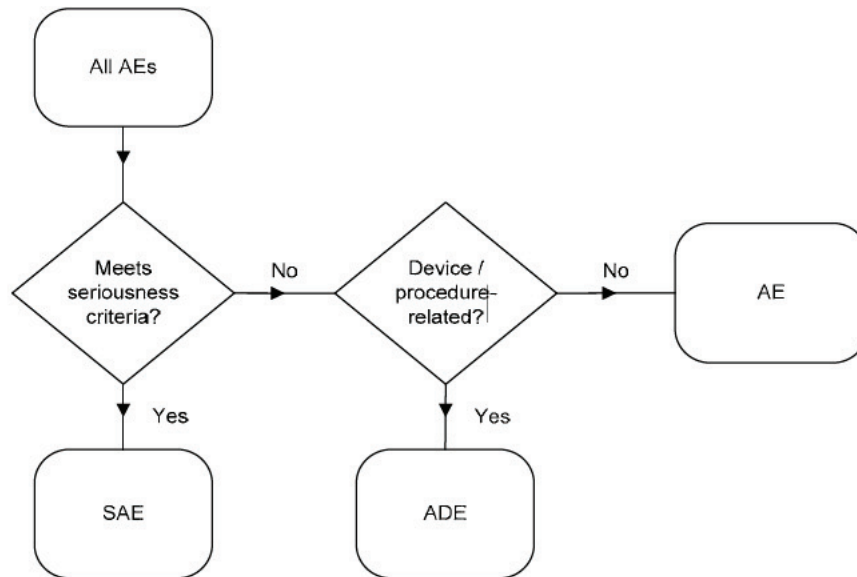 All AEs
Meets
seriousness
criteria?
No
Device /
procedure-
related?
No
AE
Yes
Yes
SAE
ADE